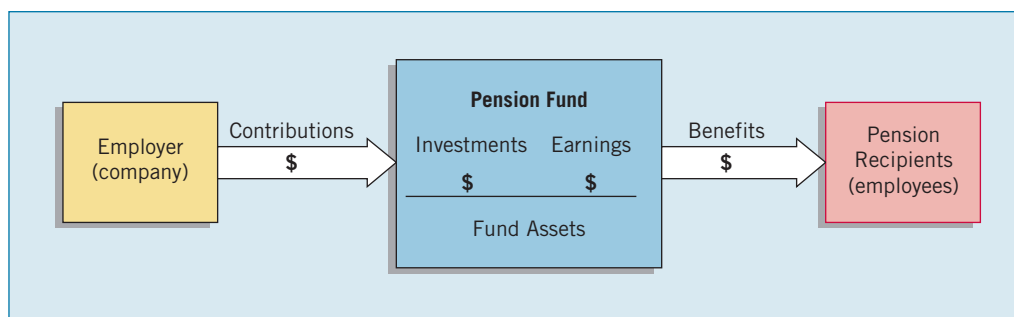 Employer
(company)
Contributions
$
Pension Fund
Investments Earnings
$ $
Fund Assets
Benefits
$
Pension
Recipients
(employees)